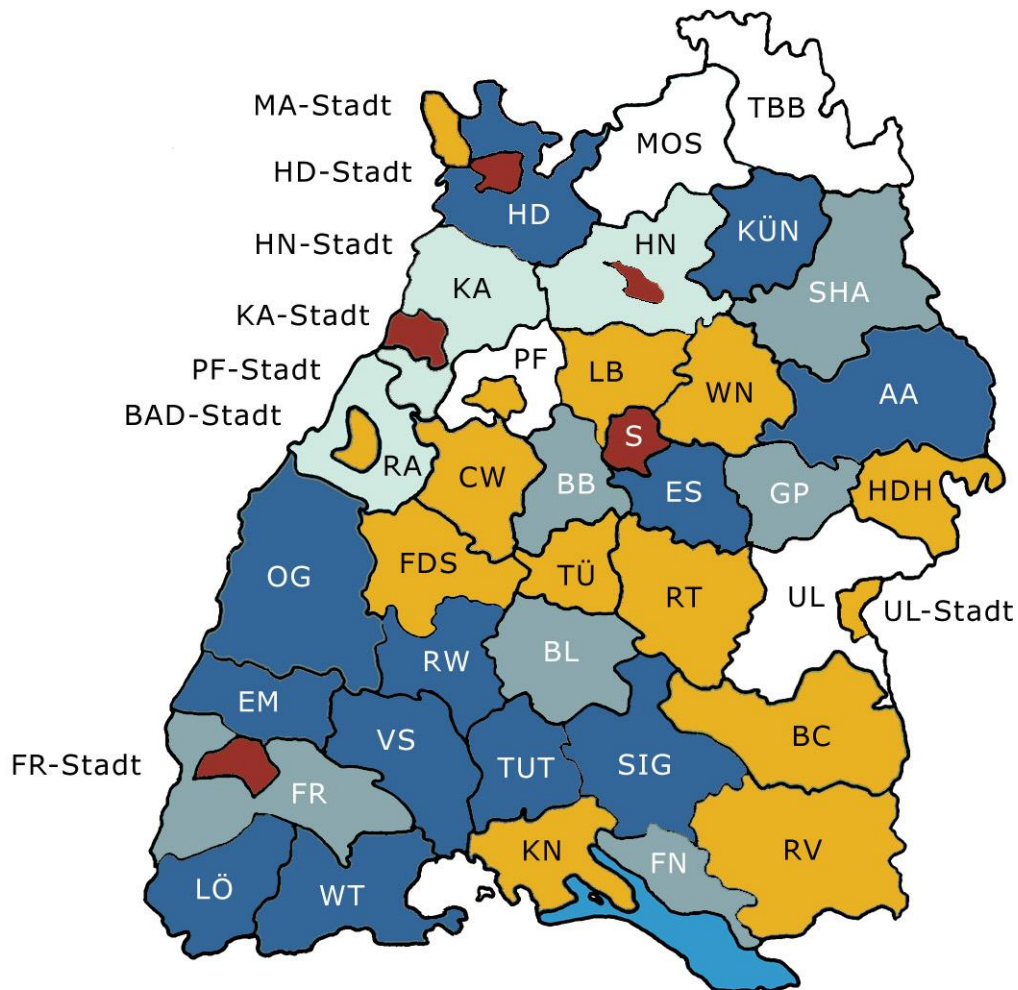 TBB
MA-Stadt
MOS
HD-Stadt
HD
HN-Stadt
HN
KÜN
KA
SHA
KA-Stadt
PF-Stadt
PF
LB
WN
AA
BAD-Stadt
S
RA
CW
BB
ES
GP
HDH
OG
FDS
TÜ
RT
UL
UL-Stadt
RW
BL
EM
VS
BC
FR-Stadt
TUT
SIG
FR
KN
FN
RV
LÖ
WT